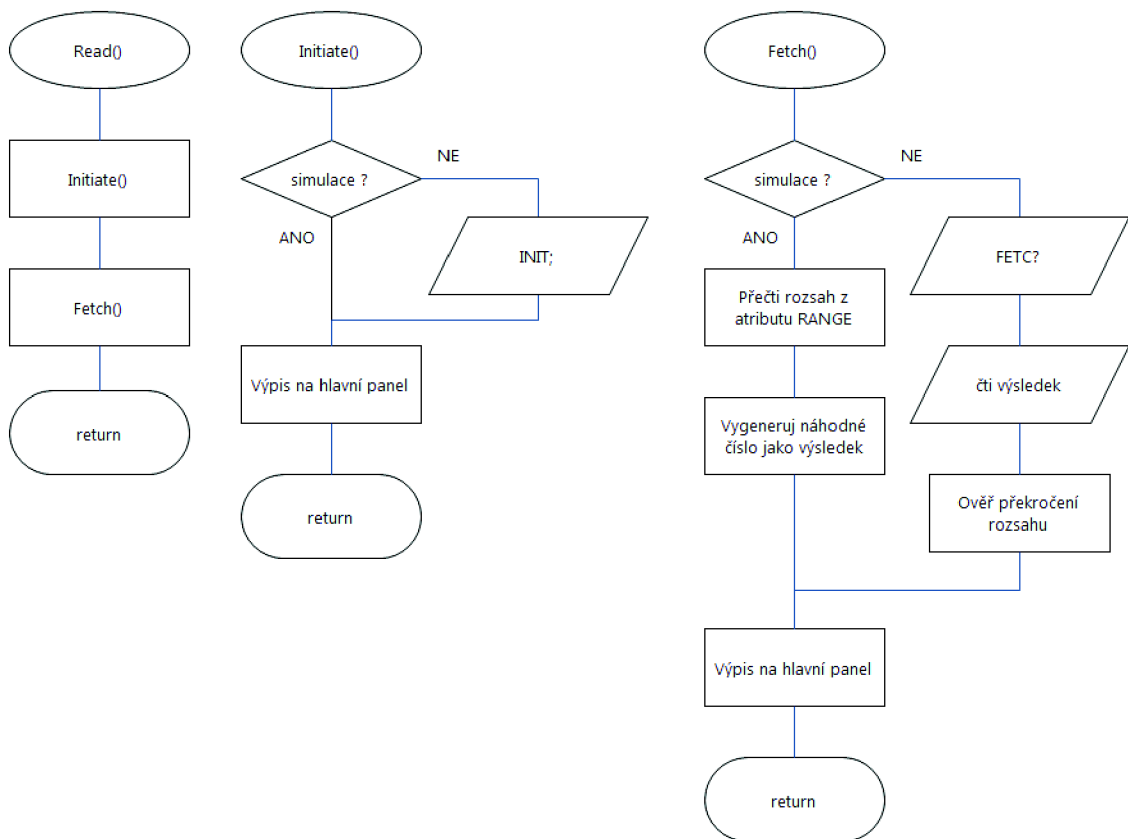 Read()
Initiate()
Fetch()
return
Initiate()
simulace ?
NE
ANO
INIT;
Výpis na hlavní panel
return
Fetch()
simulace ?
NE
ANO
FETC?
Přečti rozsah z
atributu RANGE
čti výsledek
Vygeneruj náhodné
číslo jako výsledek
Ověř překročení
rozsahu
Výpis na hlavní panel
return